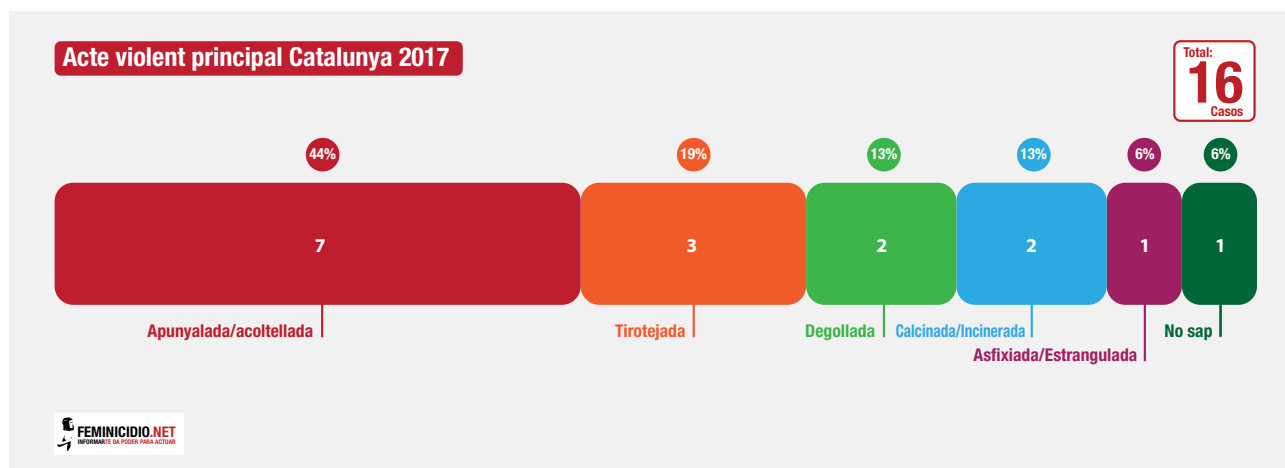 Acte violent principal Catalunya 2017
Total:
16
Casos
44%
19%
13%
13%
6%
6%
7
3
2
2
1
1
Apunyalada/acoltellada
Tirotejada
Degollada
Calcinada/Incinerada
Asfixiada/Estrangulada
No sap
FEMINICIDIO.NET
INFORMARTE DA PODER PARA ACTUAR